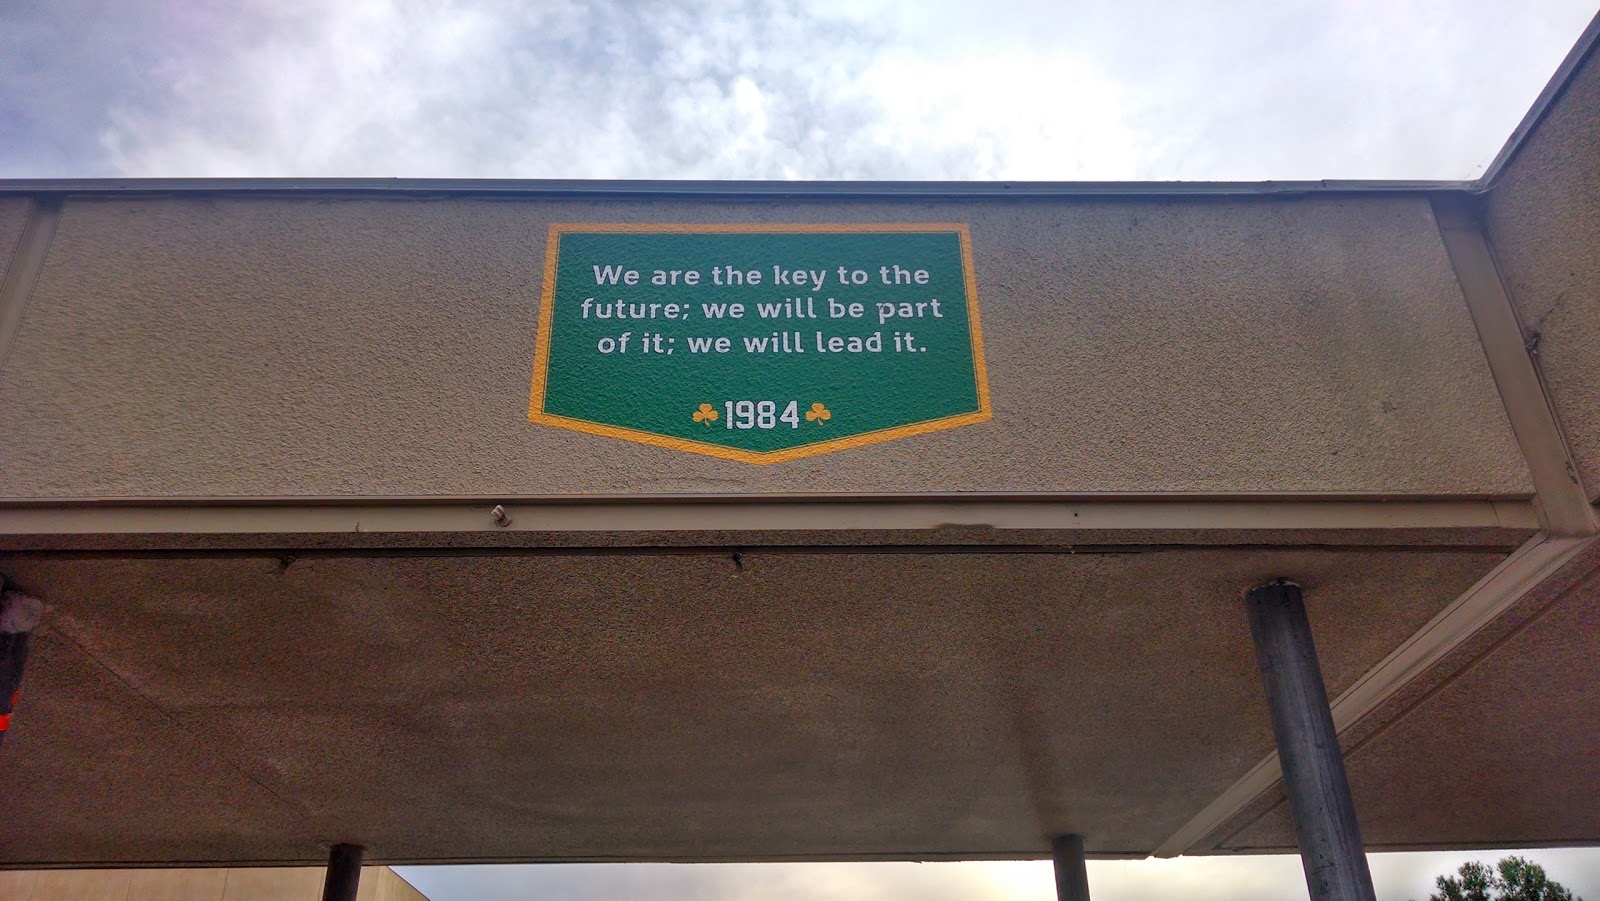 We are the key to the
future; we will be part
of it; we will lead it.
1984